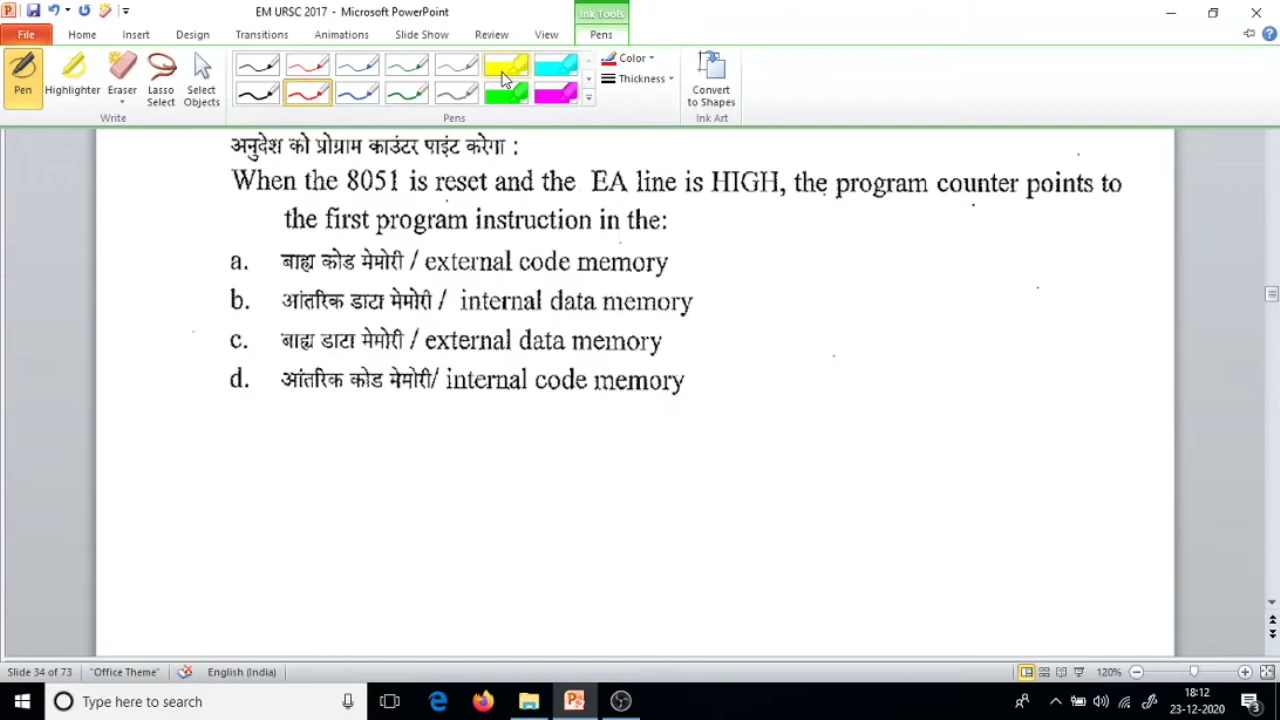 EM URSC 2017 - Microsoft PowerPoint
Ink Tools
File Home Insert Design Transitions Animations Slide Show Review View Pens
Pen
Highlighter
Eraser
Lasso Select
Select Objects
Color
Thickness
Convert to Shapes
Write
Pens
Ink Art
अनुदेश को प्रोग्राम काउंटर पाइंट करेगा :
When the 8051 is reset and the EA line is HIGH, the program counter points to
the first program instruction in the:
a. बाह्य कोड मेमोरी / external code memory
b. आंतरिक डाटा मेमोरी / internal data memory
c. बाह्य डाटा मेमोरी / external data memory
d. आंतरिक कोड मेमोरी/ internal code memory
Slide 34 of 73 "Office Theme" English (India) 120%
Type here to search
18:12
23-12-2020
3